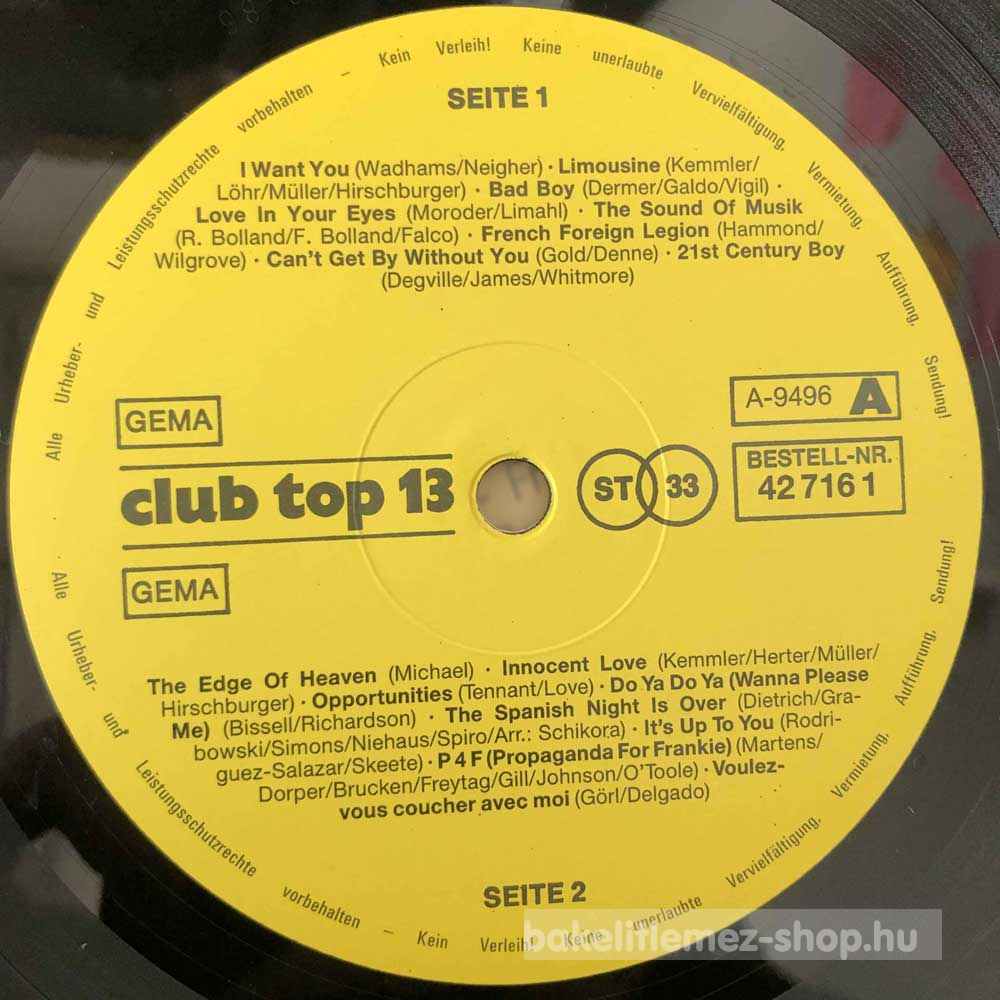 Alle Urheber- und Leistungsschutzrechte vorbehalten – Kein Verleih! Keine unerlaubte Vervielfältigung, Vermietung, Aufführung, Sendung!
SEITE 1
I Want You (Wadhams/Neigher) · Limousine (Kemmler/
Löhr/Müller/Hirschburger) · Bad Boy (Dermer/Galdo/Vigil) ·
Love In Your Eyes (Moroder/Limahl) · The Sound Of Musik
(R. Bolland/F. Bolland/Falco) · French Foreign Legion (Hammond/
Wilgrove) · Can't Get By Without You (Gold/Denne) · 21st Century Boy
(Degville/James/Whitmore)
GEMA
A-9496 A
club top 13
ST 33
BESTELL-NR.
42 716 1
GEMA
The Edge Of Heaven (Michael) · Innocent Love (Kemmler/Herter/Müller/
Hirschburger) · Opportunities (Tennant/Love) · Do Ya Do Ya (Wanna Please
Me) (Bissell/Richardson) · The Spanish Night Is Over (Dietrich/Gra-
bowski/Simons/Niehaus/Spiro/Arr.: Schikora) · It's Up To You (Rodri-
guez-Salazar/Skeete) · P 4 F (Propaganda For Frankie) (Martens/
Dorper/Brucken/Freytag/Gill/Johnson/O'Toole) · Voulez-
vous coucher avec moi (Görl/Delgado)
SEITE 2
Alle Urheber- und Leistungsschutzrechte vorbehalten – Kein Verleih! Keine unerlaubte Vervielfältigung, Vermietung, Aufführung, Sendung!
bakelitlemez-shop.hu